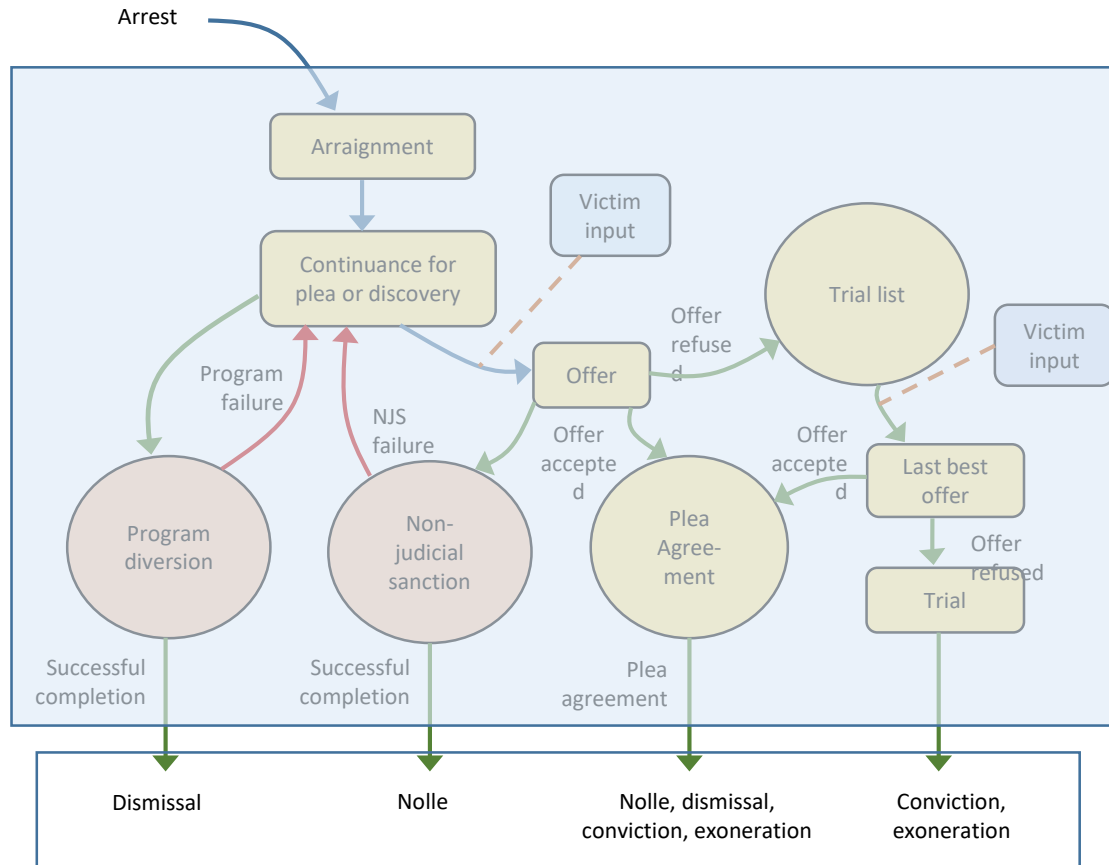 Arrest
Arraignment
Victim
input
Continuance for
plea or discovery
Trial list
Offer
refuse
d
Victim
input
Program
failure
Offer
NJS
failure
Offer
accepte
d
Offer
accepte
d
Last best
offer
Program
diversion
Non-
judicial
sanction
Plea
Agree-
ment
Offer
refused
Trial
Successful
completion
Successful
completion
Plea
agreement
Dismissal
Nolle
Nolle, dismissal,
conviction, exoneration
Conviction,
exoneration